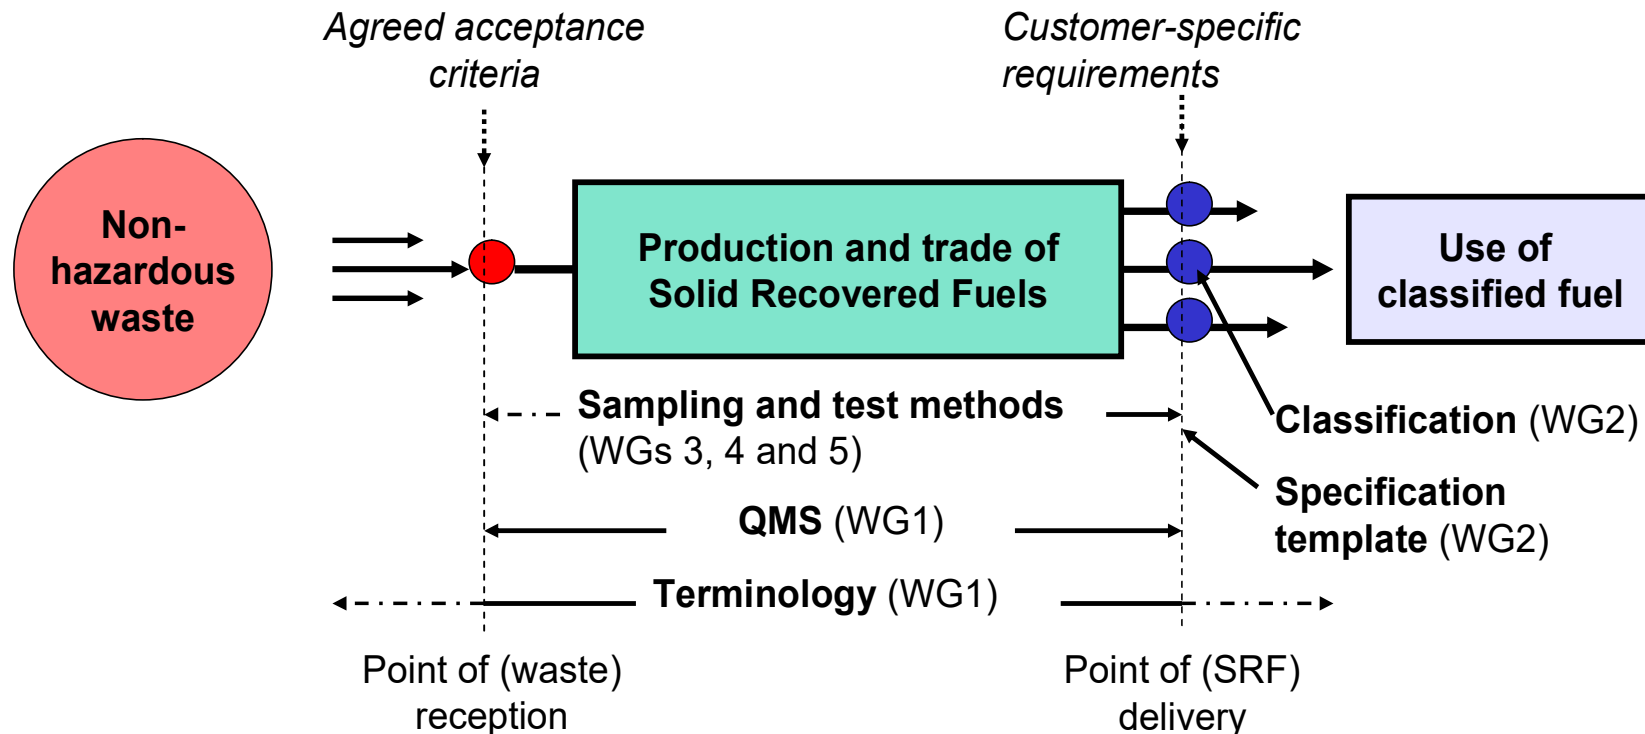 Agreed acceptance
criteria
Customer-specific
requirements
Non-
hazardous
waste
Production and trade of
Solid Recovered Fuels
Use of
classified fuel
Sampling and test methods
(WGs 3, 4 and 5)
Classification (WG2)
Specification
template (WG2)
QMS (WG1)
Terminology (WG1)
Point of (waste)
reception
Point of (SRF)
delivery